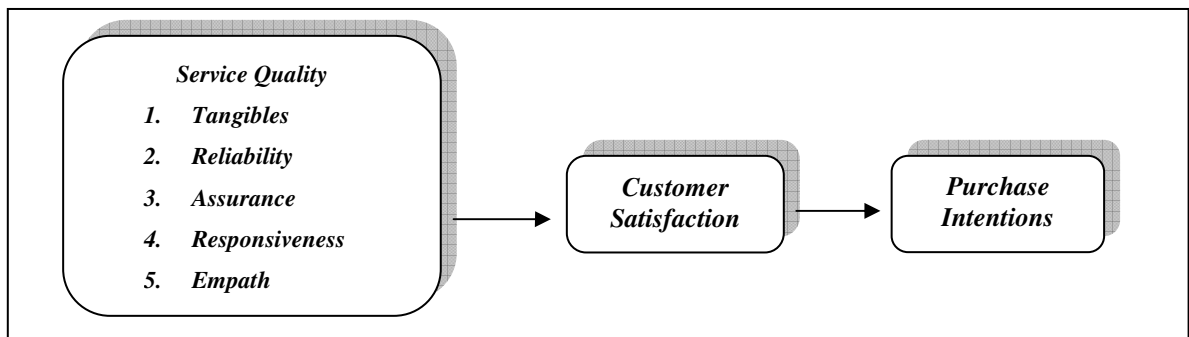 Service Quality
1. Tangibles
2. Reliability
3. Assurance
4. Responsiveness
5. Empath
Customer
Satisfaction
Purchase
Intentions